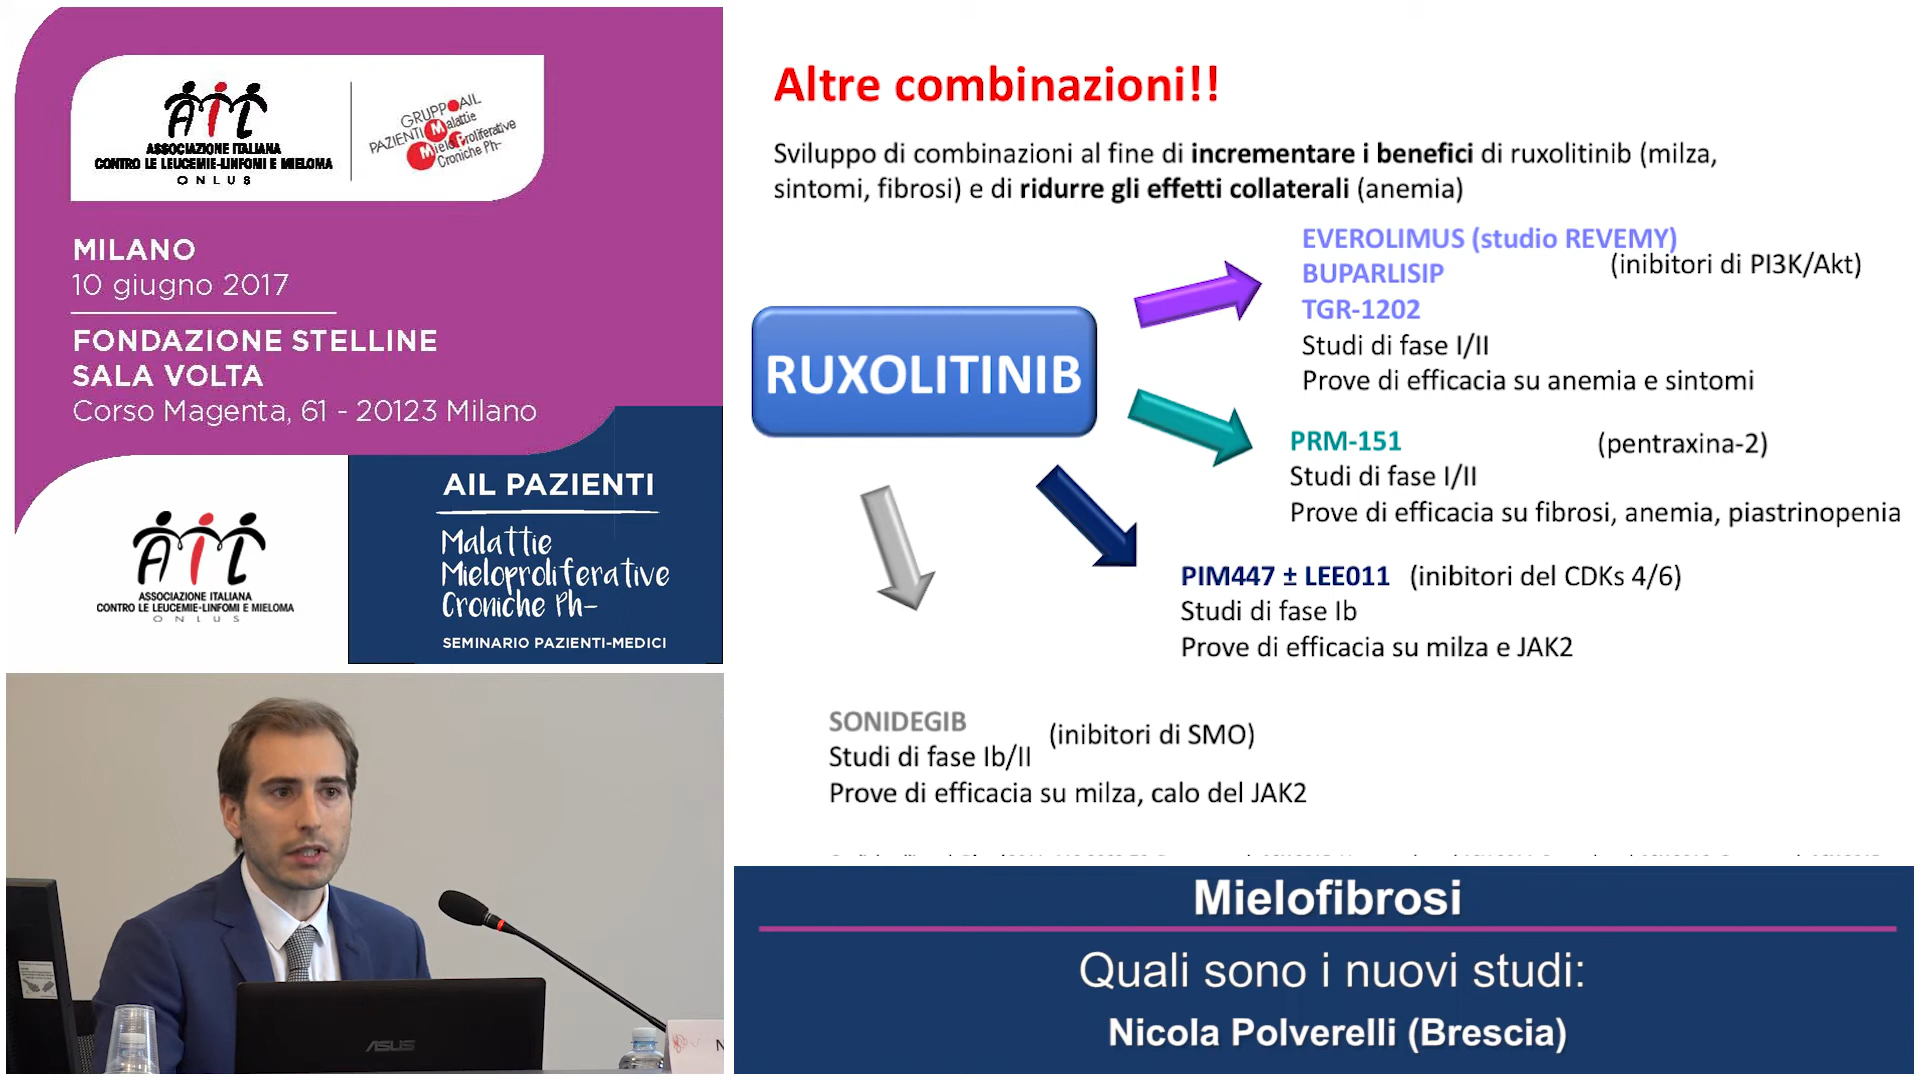 AIL
ASSOCIAZIONE ITALIANA
CONTRO LE LEUCEMIE-LINFOMI E MIELOMA
ONLUS
GRUPPO AIL
PAZIENTI Malattie
MieloProliferative
Croniche Ph-
MILANO
10 giugno 2017
FONDAZIONE STELLINE
SALA VOLTA
Corso Magenta, 61 - 20123 Milano
AIL
ASSOCIAZIONE ITALIANA
CONTRO LE LEUCEMIE-LINFOMI E MIELOMA
ONLUS
AIL PAZIENTI
Malattie
Mieloproliferative
Croniche Ph-
SEMINARIO PAZIENTI-MEDICI
ASUS
N
Altre combinazioni!!
Sviluppo di combinazioni al fine di incrementare i benefici di ruxolitinib (milza,
sintomi, fibrosi) e di ridurre gli effetti collaterali (anemia)
RUXOLITINIB
EVEROLIMUS (studio REVEMY)
BUPARLISIP (inibitori di PI3K/Akt)
TGR-1202
Studi di fase I/II
Prove di efficacia su anemia e sintomi
PRM-151 (pentraxina-2)
Studi di fase I/II
Prove di efficacia su fibrosi, anemia, piastrinopenia
PIM447 ± LEE011 (inibitori del CDKs 4/6)
Studi di fase Ib
Prove di efficacia su milza e JAK2
SONIDEGIB (inibitori di SMO)
Studi di fase Ib/II
Prove di efficacia su milza, calo del JAK2
Mielofibrosi
Quali sono i nuovi studi:
Nicola Polverelli (Brescia)